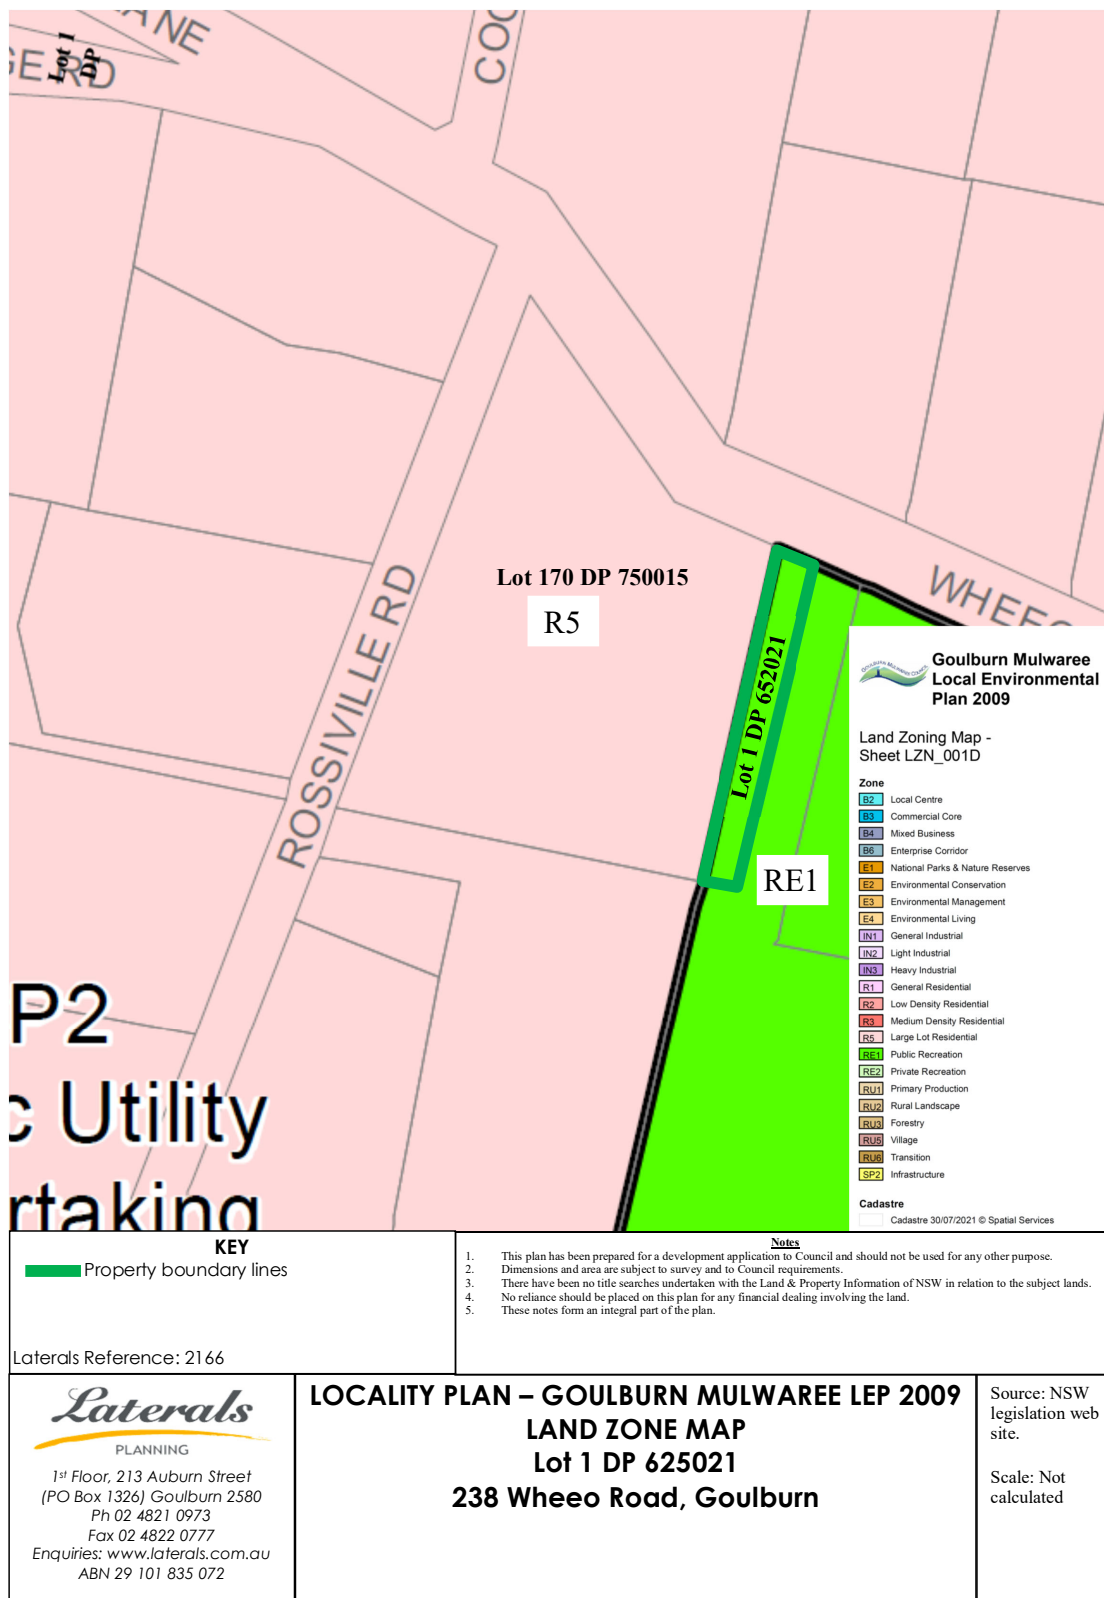 ANE
GE RD
Lot 1
DP
COO
Lot 170 DP 750015
R5
WHEEO
ROSSIVILLE RD
Lot 1 DP 652021
RE1
P2
c Utility
rtaking
GOULBURN MULWAREE COUNCIL
Goulburn Mulwaree
Local Environmental
Plan 2009
Land Zoning Map -
Sheet LZN_001D
Zone
B2 Local Centre
B3 Commercial Core
B4 Mixed Business
B6 Enterprise Corridor
E1 National Parks & Nature Reserves
E2 Environmental Conservation
E3 Environmental Management
E4 Environmental Living
IN1 General Industrial
IN2 Light Industrial
IN3 Heavy Industrial
R1 General Residential
R2 Low Density Residential
R3 Medium Density Residential
R5 Large Lot Residential
RE1 Public Recreation
RE2 Private Recreation
RU1 Primary Production
RU2 Rural Landscape
RU3 Forestry
RU5 Village
RU6 Transition
SP2 Infrastructure
Cadastre
Cadastre 30/07/2021 © Spatial Services
KEY
Property boundary lines
Laterals Reference: 2166
Notes
1. This plan has been prepared for a development application to Council and should not be used for any other purpose.
2. Dimensions and area are subject to survey and to Council requirements.
3. There have been no title searches undertaken with the Land & Property Information of NSW in relation to the subject lands.
4. No reliance should be placed on this plan for any financial dealing involving the land.
5. These notes form an integral part of the plan.
Laterals
PLANNING
1st Floor, 213 Auburn Street
(PO Box 1326) Goulburn 2580
Ph 02 4821 0973
Fax 02 4822 0777
Enquiries: www.laterals.com.au
ABN 29 101 835 072
LOCALITY PLAN – GOULBURN MULWAREE LEP 2009
LAND ZONE MAP
Lot 1 DP 625021
238 Wheeo Road, Goulburn
Source: NSW
legislation web
site.
Scale: Not
calculated